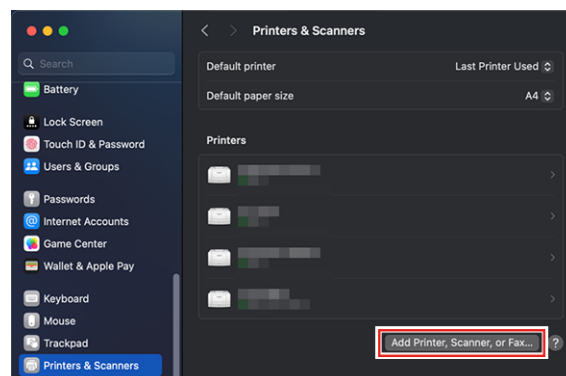 Printers & Scanners
Search
Battery
Lock Screen
Touch ID & Password
Users & Groups
Passwords
Internet Accounts
Game Center
Wallet & Apple Pay
Keyboard
Mouse
Trackpad
Printers & Scanners
Default printer Last Printer Used
Default paper size A4
Printers
Add Printer, Scanner, or Fax... ?